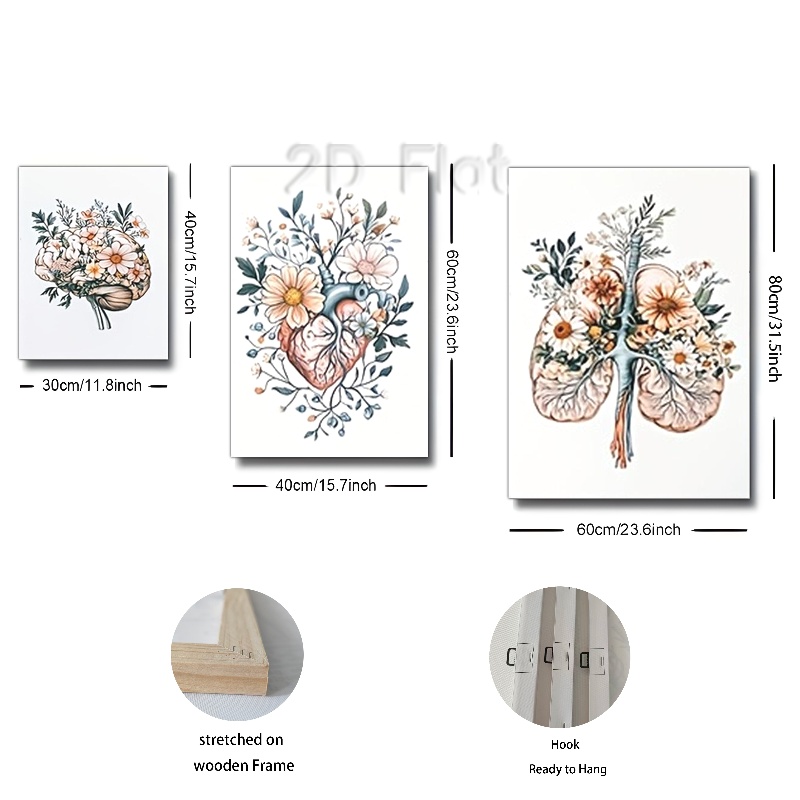 2D Flat
40cm/15.7inch
60cm/23.6inch
80cm/31.5inch
30cm/11.8inch
40cm/15.7inch
60cm/23.6inch
stretched on
wooden Frame
Hook
Ready to Hang